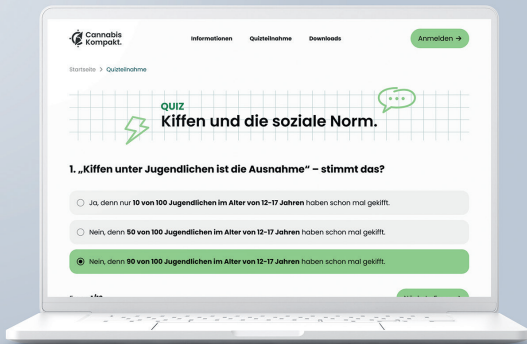 Cannabis
Kompakt.
Informationen Quizteilnahme Downloads Anmelden →
Startseite > Quizteilnahme
QUIZ
Kiffen und die soziale Norm.
1. „Kiffen unter Jugendlichen ist die Ausnahme“ – stimmt das?
Ja, denn nur 10 von 100 Jugendlichen im Alter von 12-17 Jahren haben schon mal gekifft.
Nein, denn 50 von 100 Jugendlichen im Alter von 12-17 Jahren haben schon mal gekifft.
Nein, denn 90 von 100 Jugendlichen im Alter von 12-17 Jahren haben schon mal gekifft.